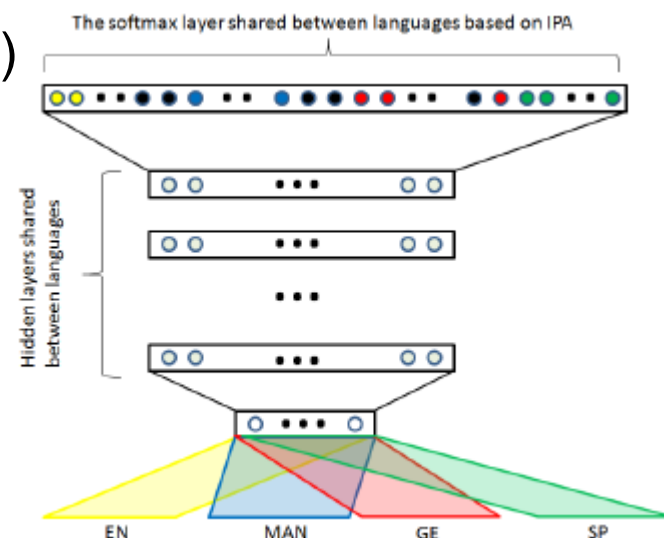 The softmax layer shared between languages based on IPA
)
Hidden layers shared
between languages
EN MAN GE SP